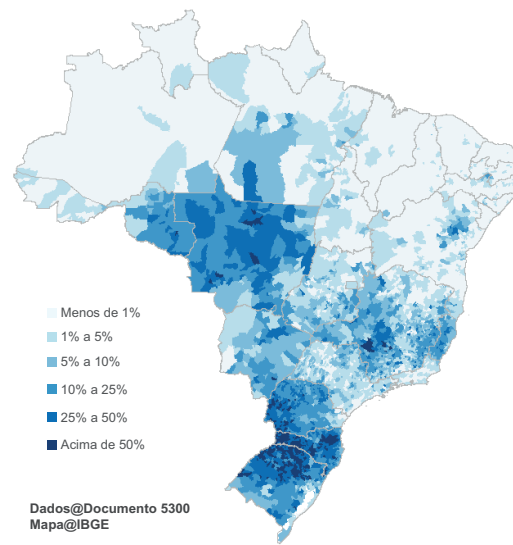 Menos de 1%
1% a 5%
5% a 10%
10% a 25%
25% a 50%
Acima de 50%
Dados@Documento 5300
Mapa@IBGE